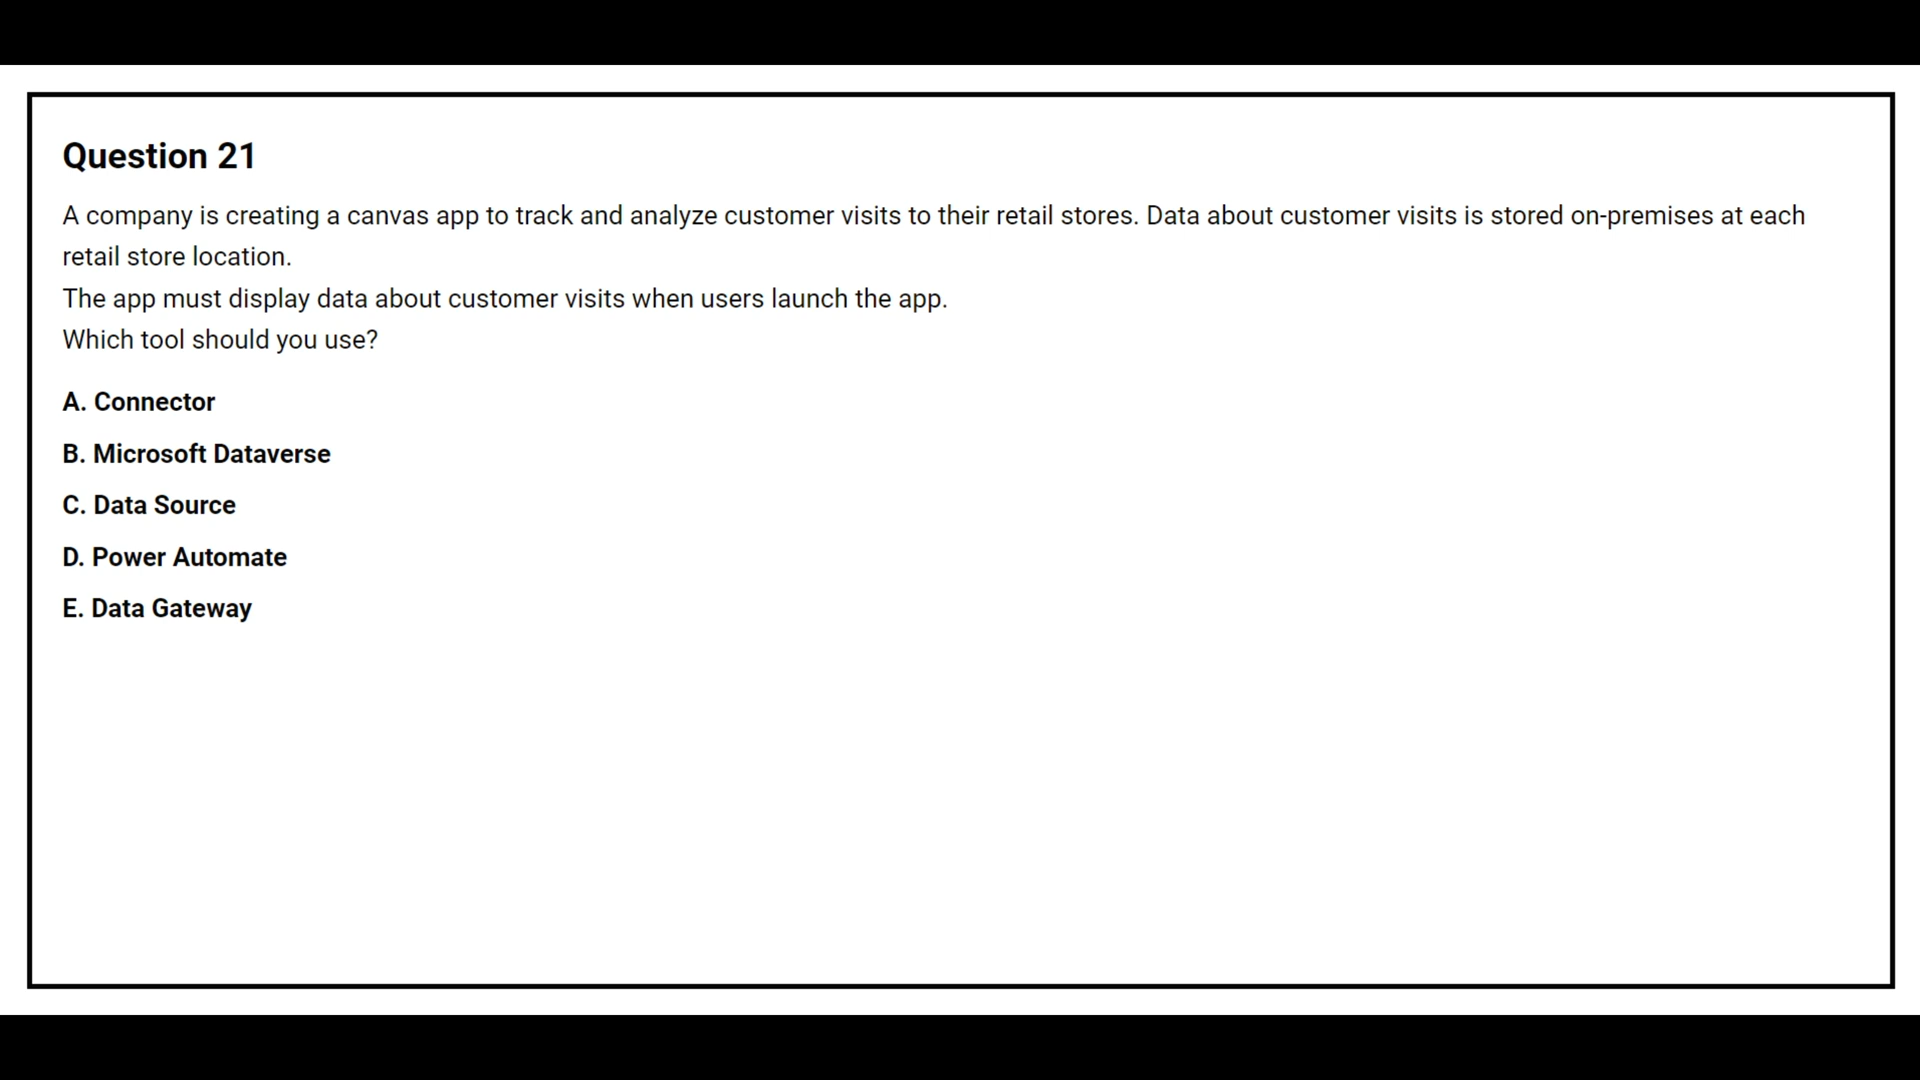 Question 21
A company is creating a canvas app to track and analyze customer visits to their retail stores. Data about customer visits is stored on-premises at each
retail store location.
The app must display data about customer visits when users launch the app.
Which tool should you use?
A. Connector
B. Microsoft Dataverse
C. Data Source
D. Power Automate
E. Data Gateway